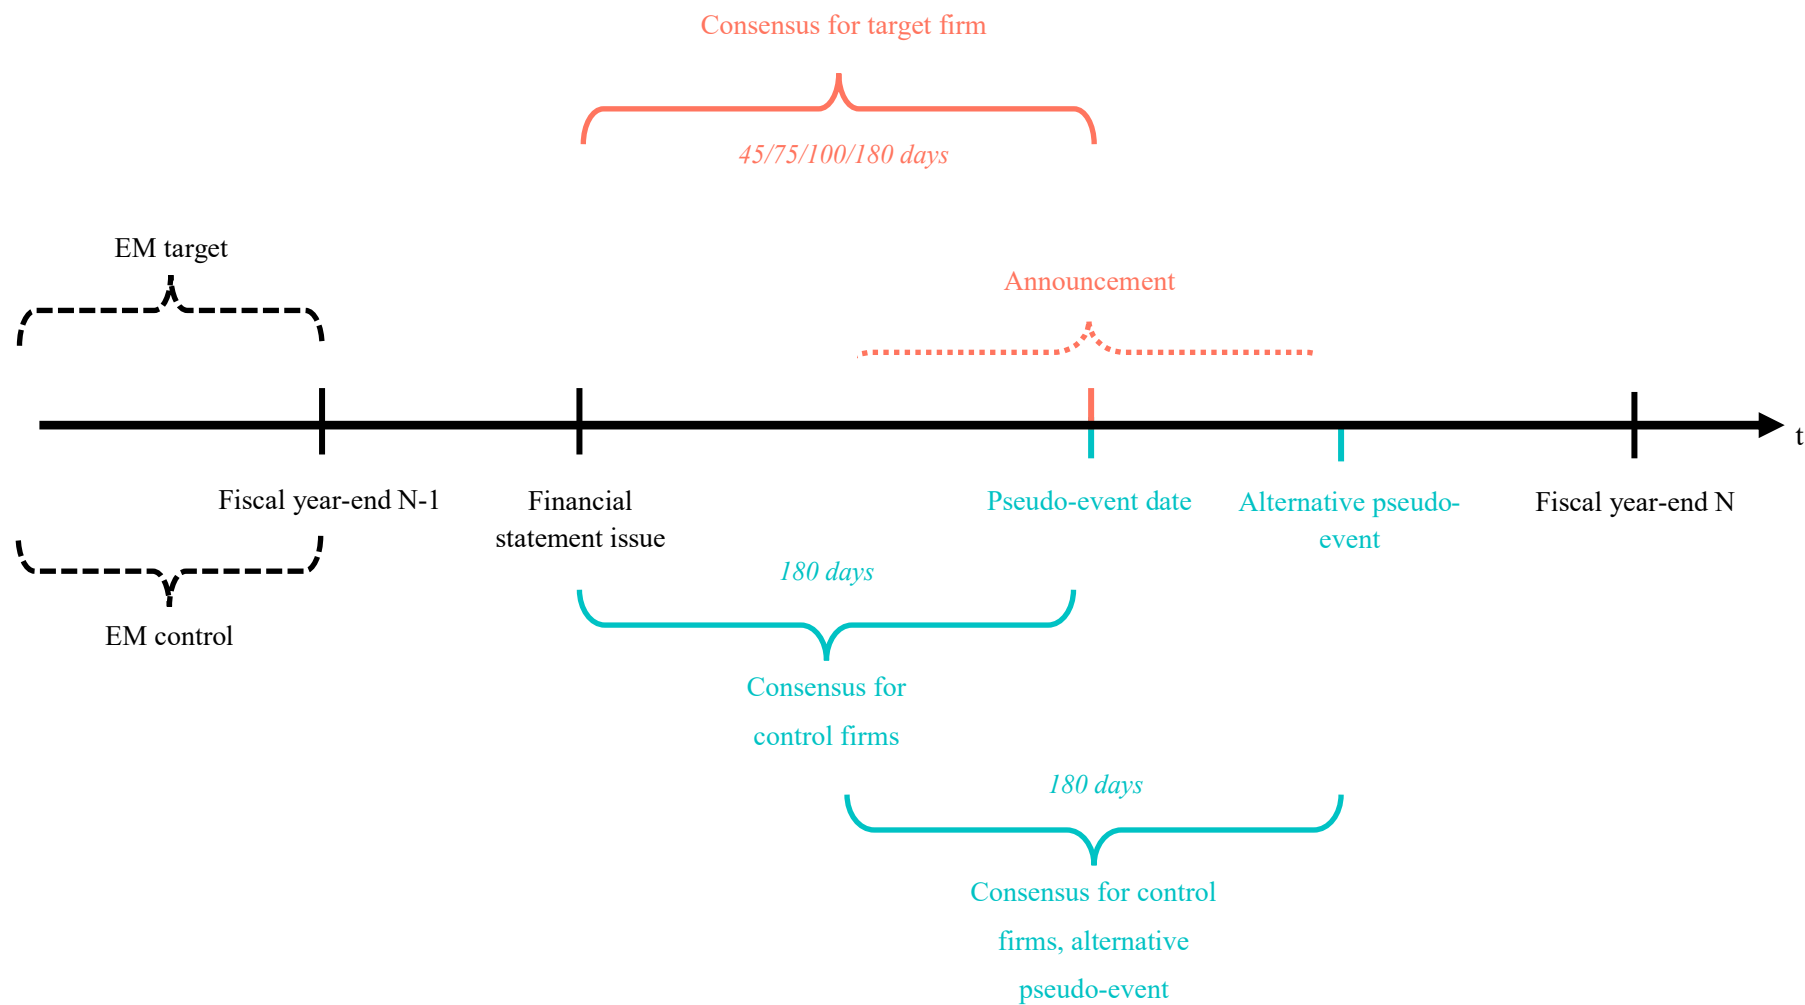 Consensus for target firm
45/75/100/180 days
EM target
Announcement
t
Fiscal year-end N-1
Financial
statement issue
Pseudo-event date
Alternative pseudo-
event
Fiscal year-end N
180 days
EM control
Consensus for
control firms
180 days
Consensus for control
firms, alternative
pseudo-event